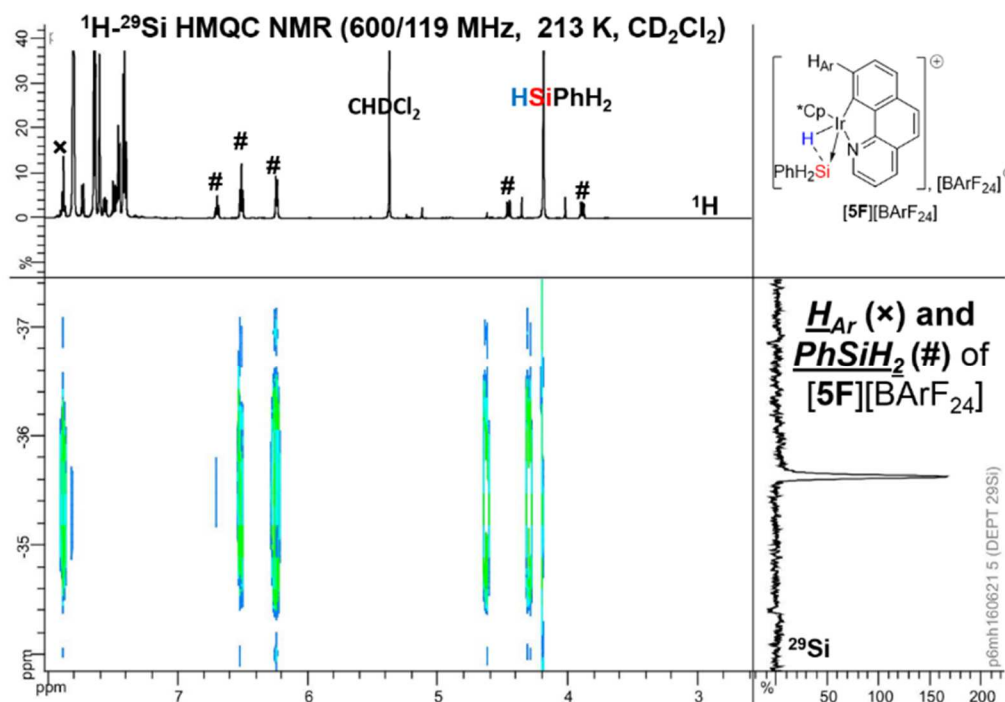 ¹H-²⁹Si HMQC NMR (600/119 MHz, 213 K, CD₂Cl₂)
40
30
20
10
0
%
×
#
#
#
CHDCl₂
HSiPhH₂
#
#
¹H
H_Ar
*Cp
Ir
H
N
PhH₂Si
⊕
, [BArF₂₄]
[5F][BArF₂₄]
-37
-36
-35
ppm
H_Ar (×) and
PhSiH₂ (#) of
[5F][BArF₂₄]
²⁹Si
p6mh160621 5 (DEPT 29Si)
ppm
7
6
5
4
3
%
50
100
150
200